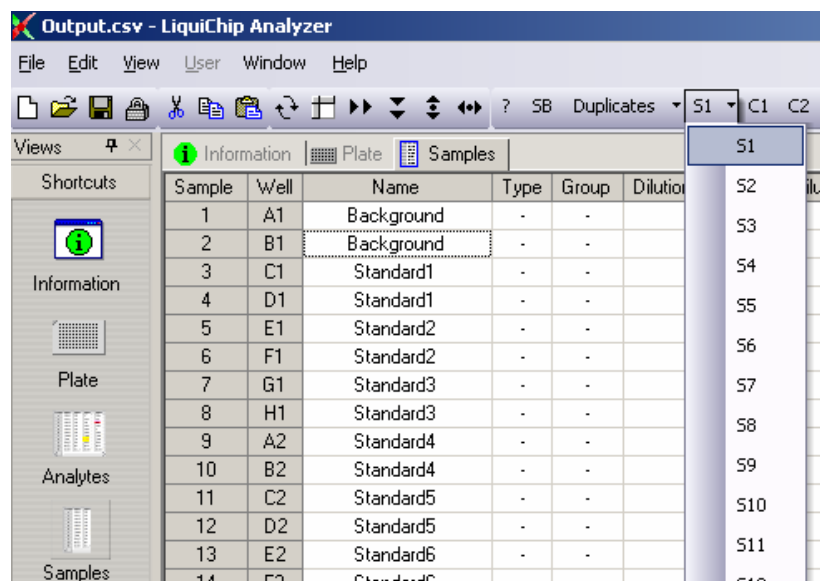 Output.csv - LiquiChip Analyzer
File Edit View User Window Help
? SB Duplicates S1 C1 C2
Views
Information Plate Samples
Shortcuts
Information
Plate
Analytes
Samples
Sample Well Name Type Group
1 A1 Background - -
2 B1 Background - -
3 C1 Standard1 - -
4 D1 Standard1 - -
5 E1 Standard2 - -
6 F1 Standard2 - -
7 G1 Standard3 - -
8 H1 Standard3 - -
9 A2 Standard4 - -
10 B2 Standard4 - -
11 C2 Standard5 - -
12 D2 Standard5 - -
13 E2 Standard6 - -
S1
S2
S3
S4
S5
S6
S7
S8
S9
S10
S11